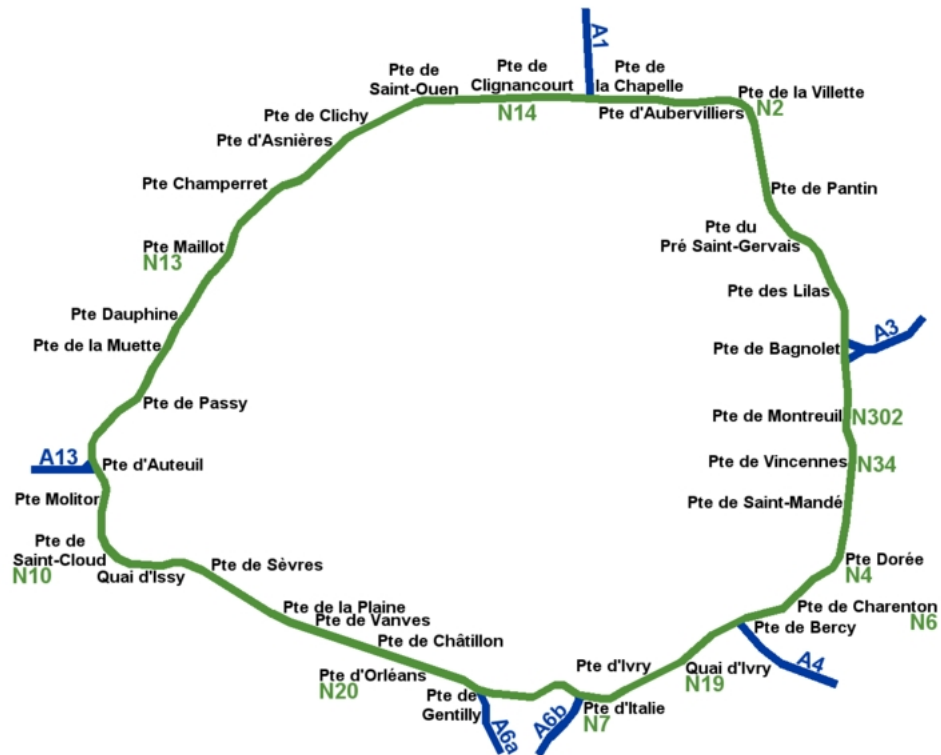 A1
Pte de
Saint-Ouen
Pte de
Clignancourt
N14
Pte de
la Chapelle
Pte d'Aubervilliers
Pte de la Villette
N2
Pte de Clichy
Pte d'Asnières
Pte Champerret
Pte Maillot
N13
Pte de Pantin
Pte du
Pré Saint-Gervais
Pte des Lilas
Pte Dauphine
Pte de la Muette
Pte de Bagnolet
A3
Pte de Passy
Pte de Montreuil
N302
A13
Pte d'Auteuil
Pte de Vincennes
N34
Pte Molitor
Pte de Saint-Mandé
Pte de
Saint-Cloud
N10
Quai d'Issy
Pte de Sèvres
Pte Dorée
N4
Pte de la Plaine
Pte de Vanves
Pte de Charenton
N6
Pte de Bercy
A4
Pte de Châtillon
Pte d'Orléans
N20
Pte d'Ivry
Quai d'Ivry
N19
Pte de
Gentilly
A6a
A6b
Pte d'Italie
N7